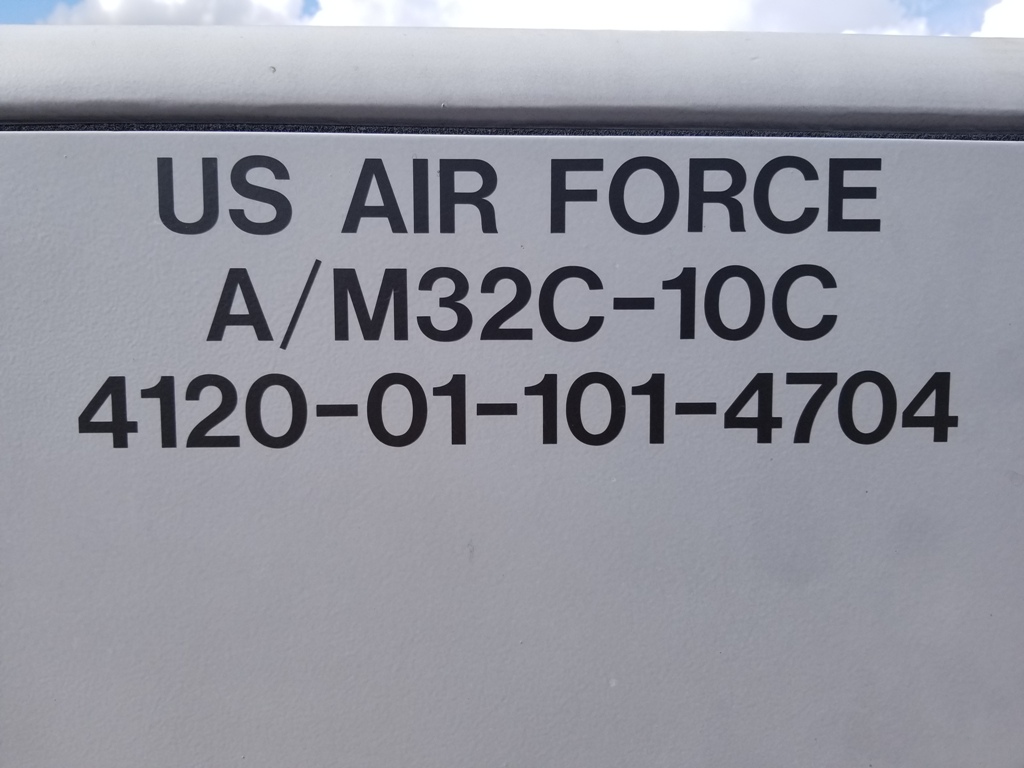 US AIR FORCE
A/M32C-10C
4120-01-101-4704